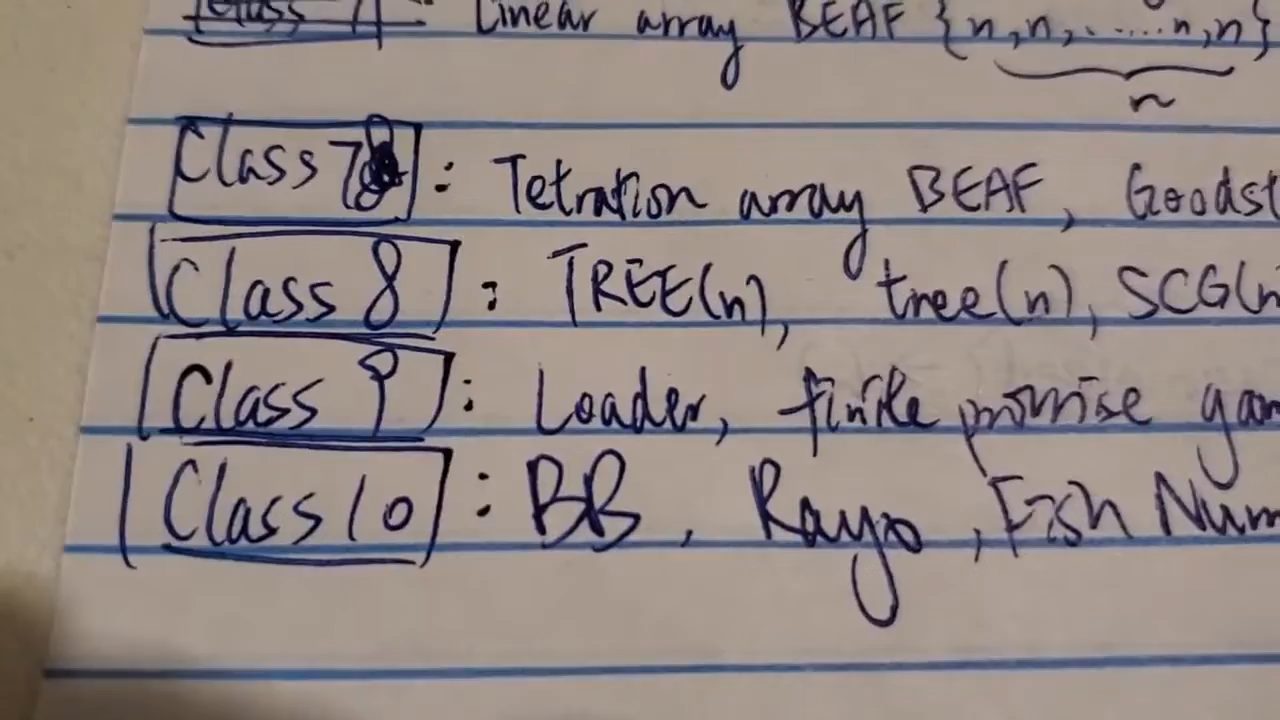 Linear array BEAF {n,n,.....n,n}
n
Class 7 : Tetration array BEAF, Goodst
Class 8 : TREE(n), tree(n), SCG(n
Class 9 : Loader, finite promise gam
Class 10 : BB, Rayo, Fish Num